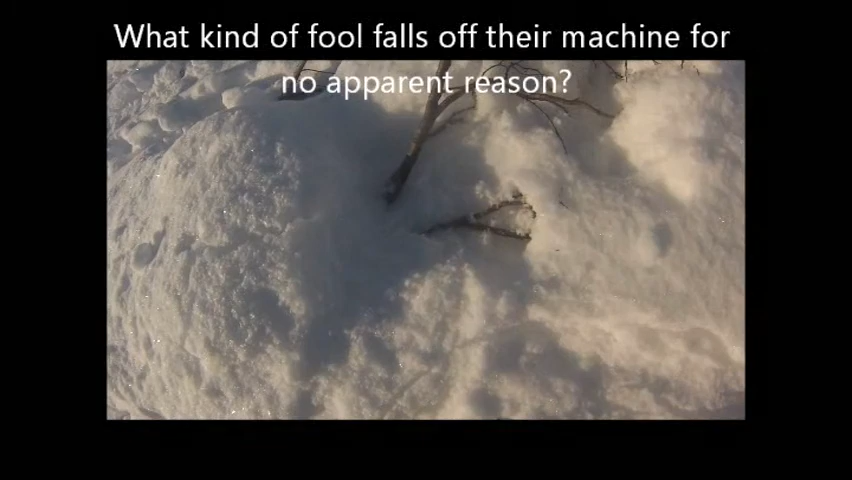 What kind of fool falls off their machine for
no apparent reason?